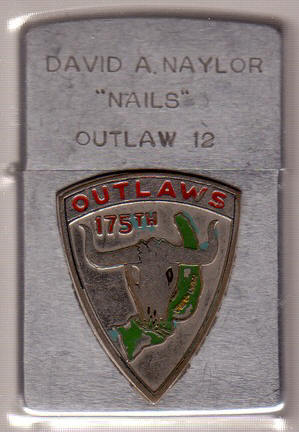 DAVID A. NAYLOR
"NAILS"
OUTLAW 12
OUTLAWS
175TH